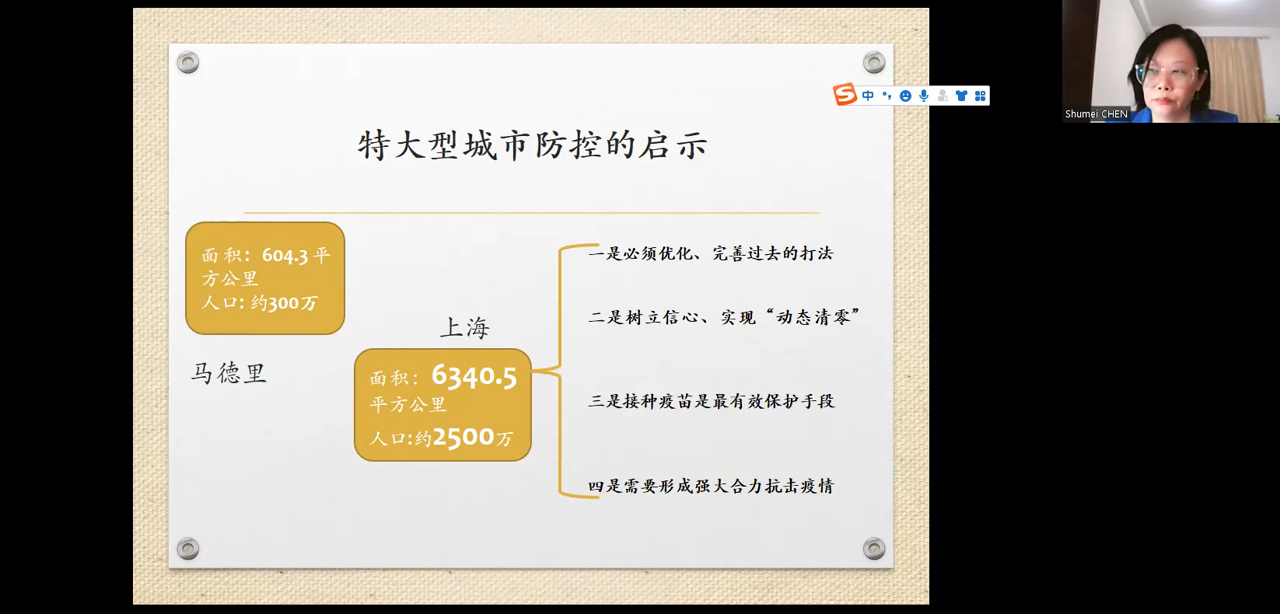 特大型城市防控的启示
面积：604.3平
方公里
人口: 约300万
马德里
上海
面积：6340.5
平方公里
人口:约2500万
一是必须优化、完善过去的打法
二是树立信心、实现“动态清零”
三是接种疫苗是最有效保护手段
四是需要形成强大合力抗击疫情
S 中
Shumei CHEN